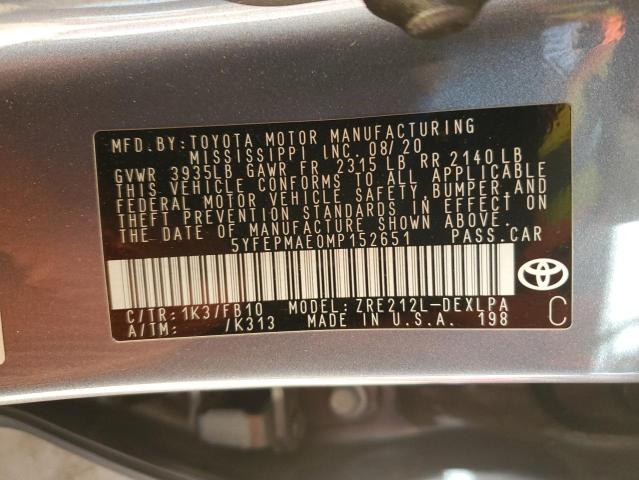 MFD.BY:TOYOTA MOTOR MANUFACTURING
MISSISSIPPI INC. 08/20
GVWR 3935LB GAWR FR 2315 LB RR 2140 LB
THIS VEHICLE CONFORMS TO ALL APPLICABLE
FEDERAL MOTOR VEHICLE SAFETY, BUMPER AND
THEFT PREVENTION STANDARDS IN EFFECT ON
THE DATE OF MANUFACTURE SHOWN ABOVE.
5YFEPMAE0MP152651 PASS.CAR
C/TR: 1K3/FB10 MODEL: ZRE212L-DEXLPA
A/TM: /K313 MADE IN U.S.A. 198 C